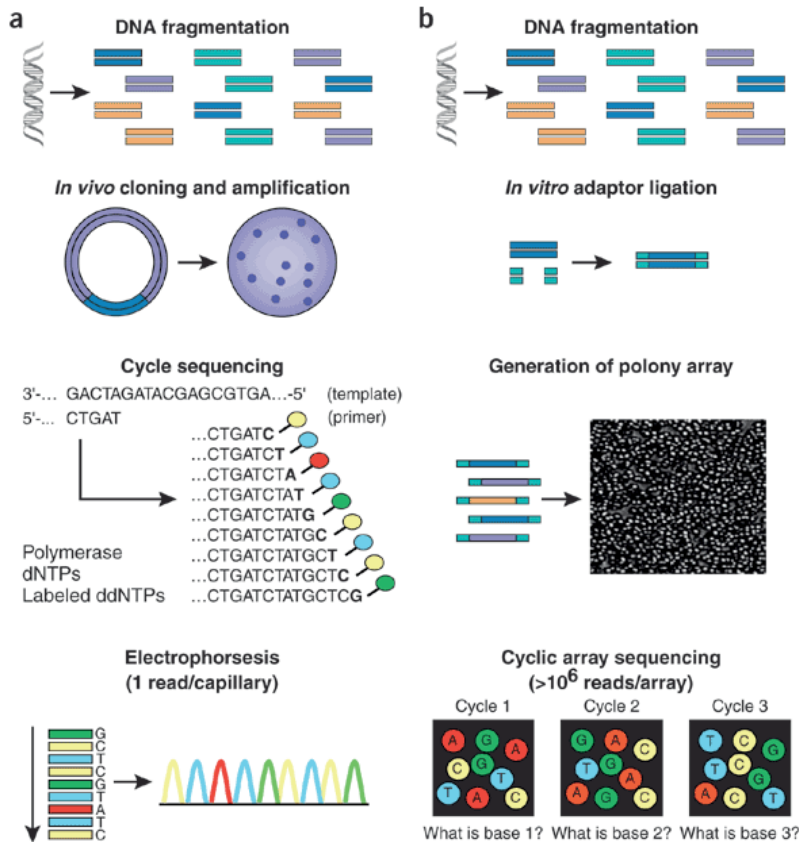 a
DNA fragmentation
In vivo cloning and amplification
Cycle sequencing
3'-... GACTAGATACGAGCGTGA...-5' (template)
5'-... CTGAT (primer)
...CTGATC
...CTGATCT
...CTGATCTA
...CTGATCTAT
...CTGATCTATG
...CTGATCTATGC
...CTGATCTATGCT
...CTGATCTATGCTC
...CTGATCTATGCTCG
Polymerase
dNTPs
Labeled ddNTPs
Electrophorsesis
(1 read/capillary)
G
C
T
C
G
T
A
T
C
b
DNA fragmentation
In vitro adaptor ligation
Generation of polony array
Cyclic array sequencing
(>10⁶ reads/array)
Cycle 1 Cycle 2 Cycle 3
A G A G A C T C G
C G T T G A T C G
T A C A G C A C T
What is base 1? What is base 2? What is base 3?